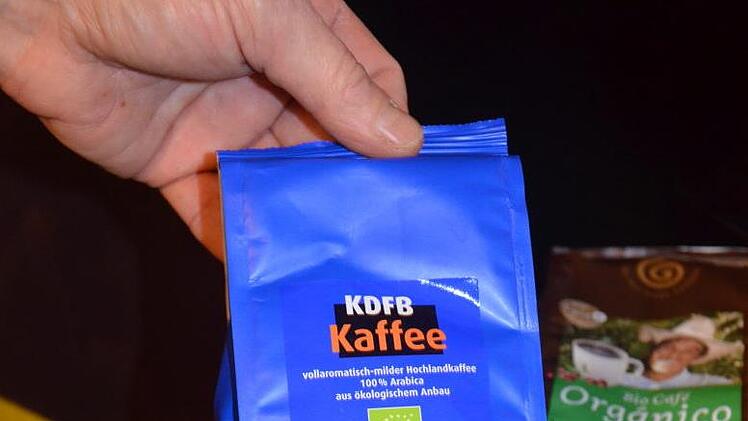 KDFB
Kaffee
vollaromatisch-milder Hochlandkaffee
100% Arabica
aus ökologischem Anbau
Bio Café
Orgánico